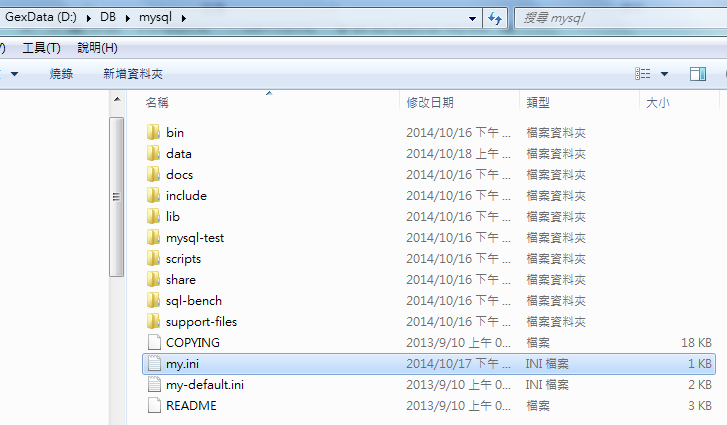 GexData (D:) ▸ DB ▸ mysql ▸ 搜尋 mysql
工具(T) 說明(H)
燒錄 新增資料夾
名稱 修改日期 類型 大小
bin 2014/10/16 下午 ... 檔案資料夾
data 2014/10/18 上午 ... 檔案資料夾
docs 2014/10/16 下午 ... 檔案資料夾
include 2014/10/16 下午 ... 檔案資料夾
lib 2014/10/16 下午 ... 檔案資料夾
mysql-test 2014/10/16 下午 ... 檔案資料夾
scripts 2014/10/16 下午 ... 檔案資料夾
share 2014/10/16 下午 ... 檔案資料夾
sql-bench 2014/10/16 下午 ... 檔案資料夾
support-files 2014/10/16 下午 ... 檔案資料夾
COPYING 2013/9/10 上午 0... 檔案 18 KB
my.ini 2014/10/17 下午 ... INI 檔案 1 KB
my-default.ini 2013/9/10 上午 0... INI 檔案 2 KB
README 2013/9/10 上午 0... 檔案 3 KB